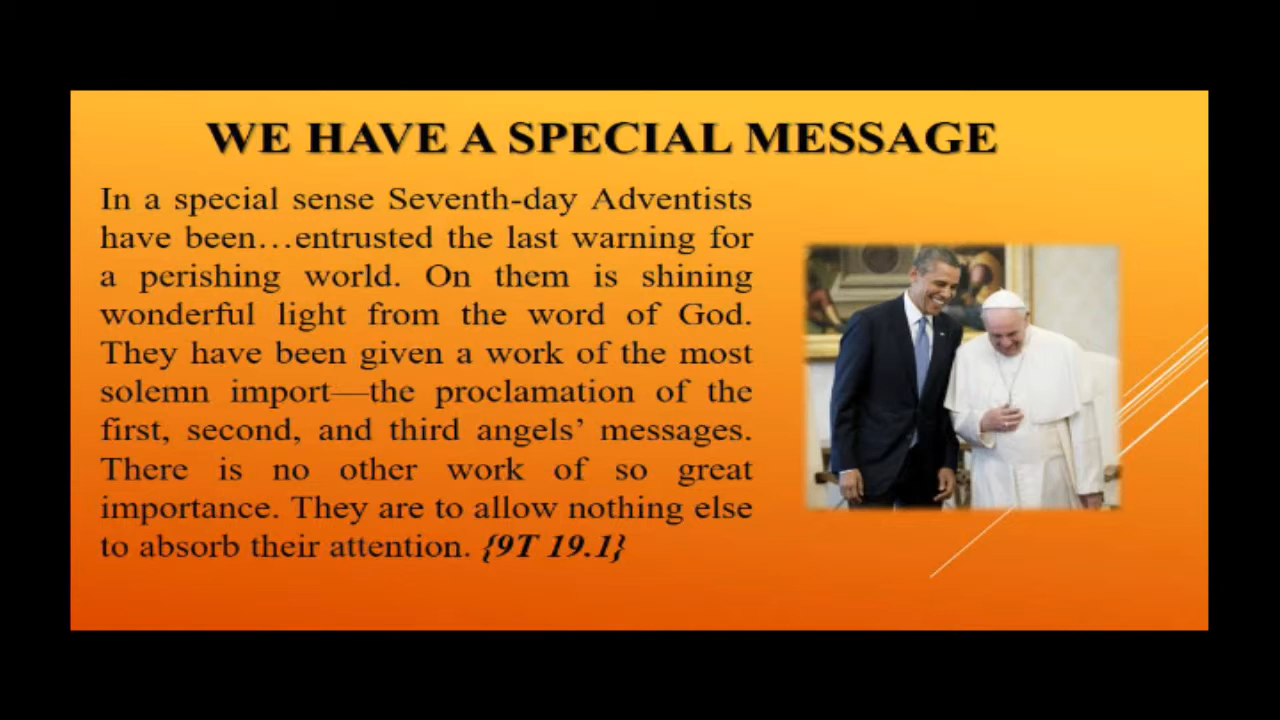 WE HAVE A SPECIAL MESSAGE
In a special sense Seventh-day Adventists
have been…entrusted the last warning for
a perishing world. On them is shining
wonderful light from the word of God.
They have been given a work of the most
solemn import—the proclamation of the
first, second, and third angels’ messages.
There is no other work of so great
importance. They are to allow nothing else
to absorb their attention. {9T 19.1}